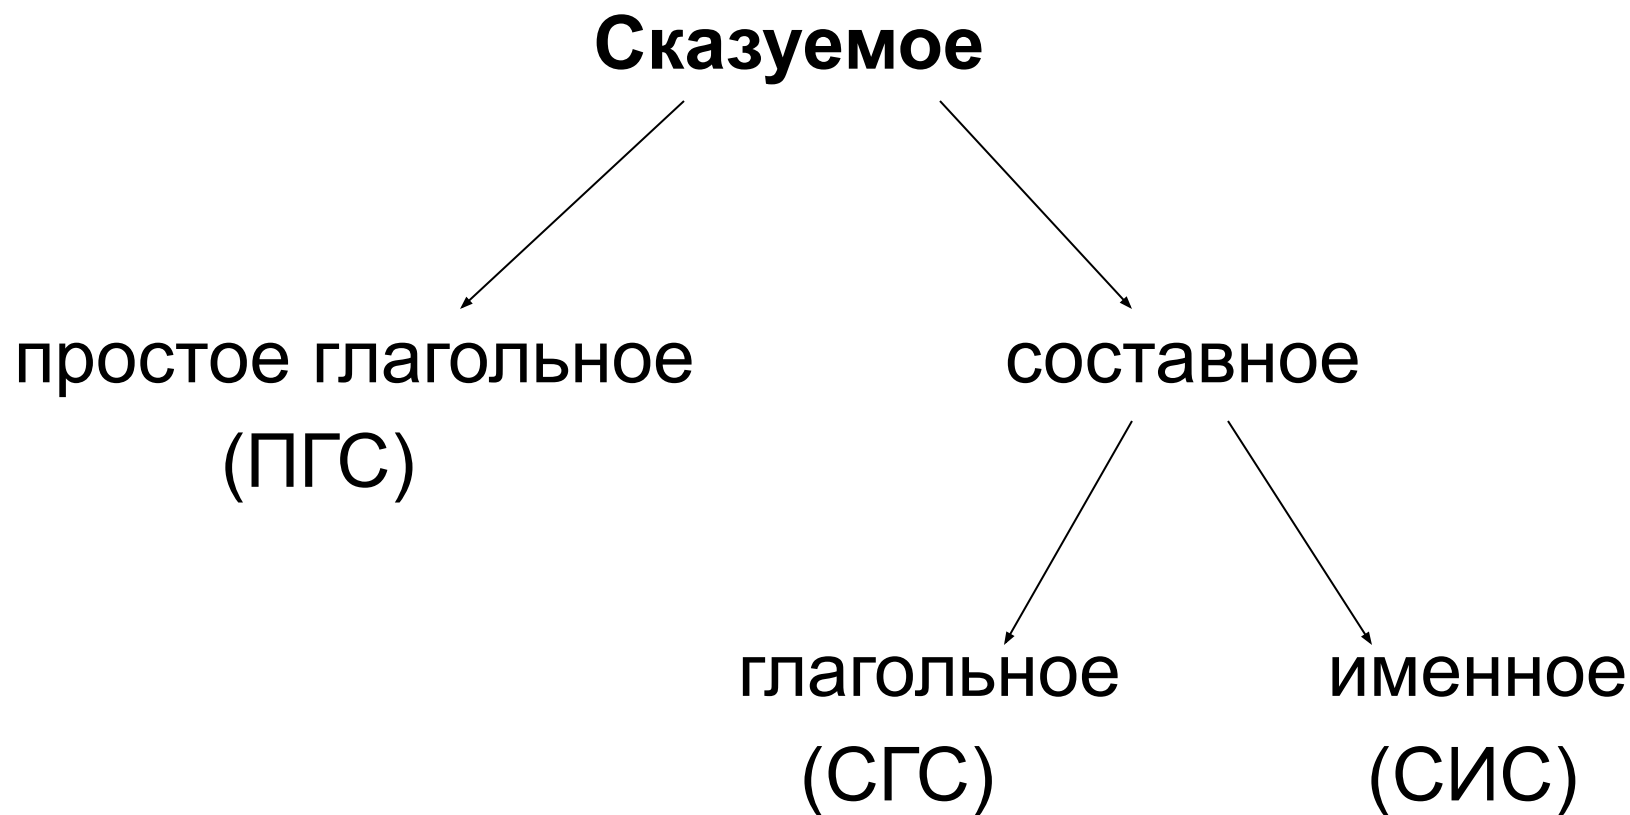 Сказуемое
простое глагольное
составное
(ПГС)
глагольное
именное
(СГС)
(СИС)